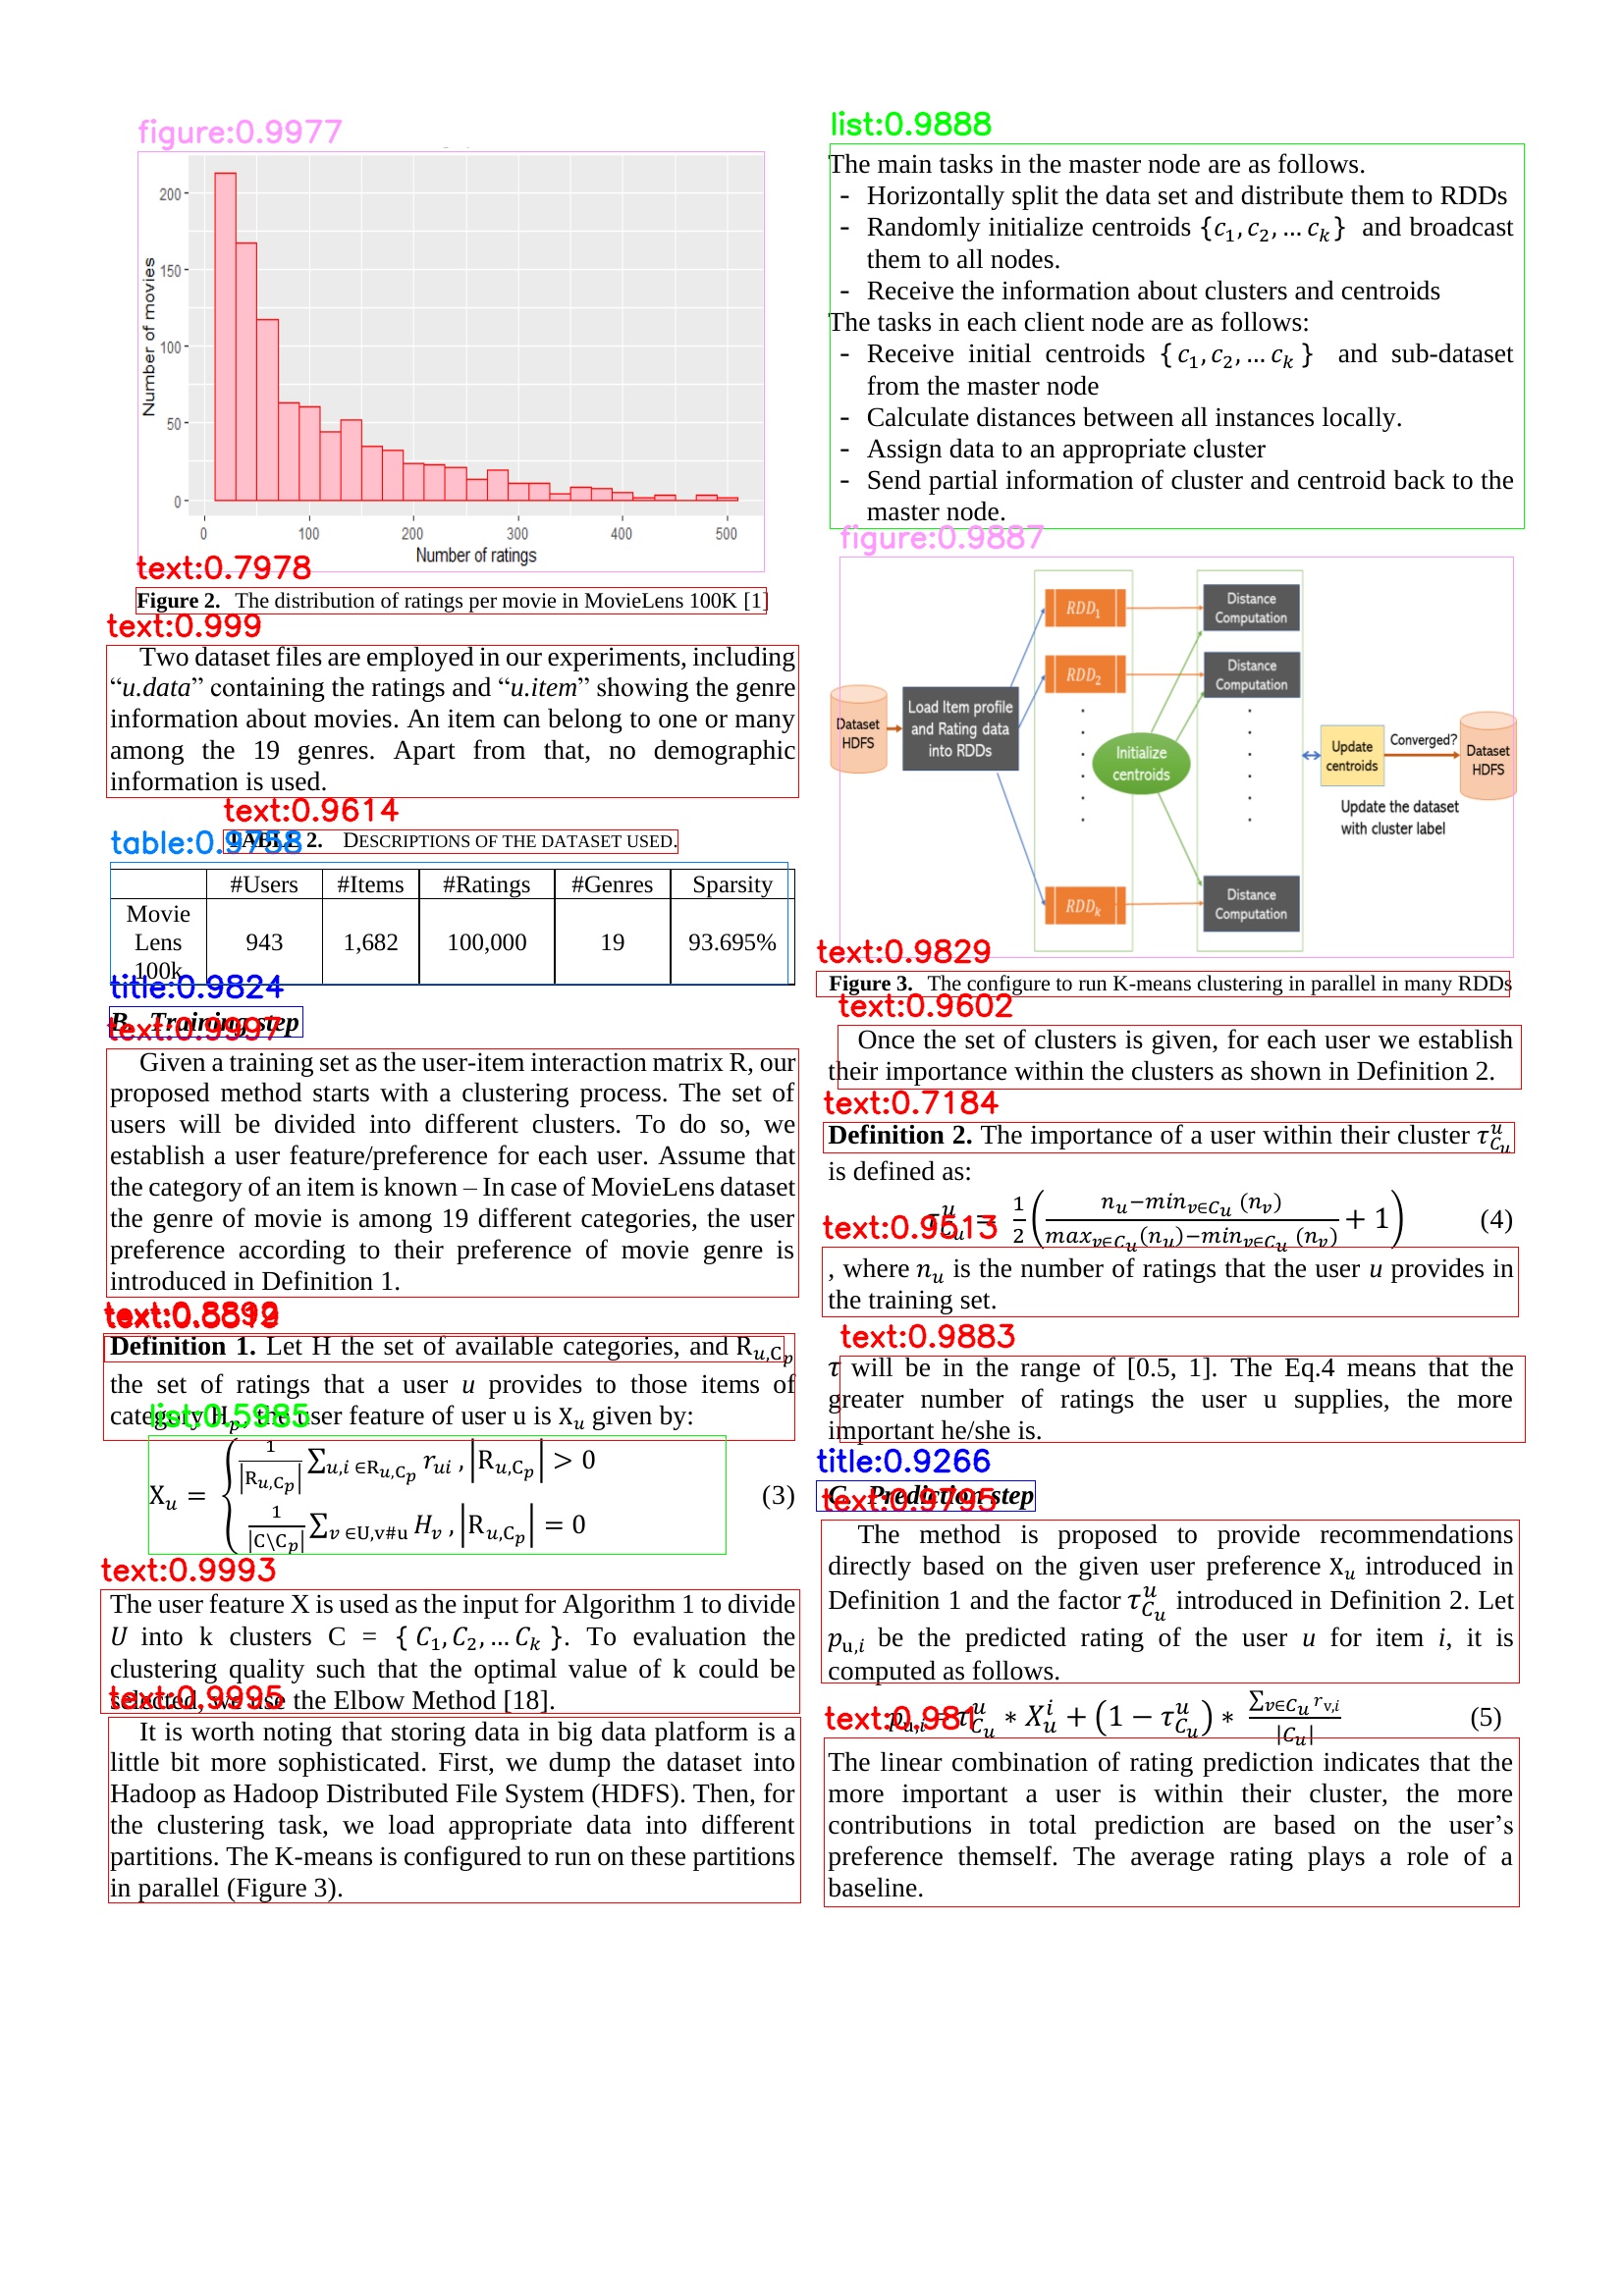 figure:0.9977
200
150
100
50
0
Number of movies
0 100 200 300 400 500
Number of ratings
text:0.7978
Figure 2. The distribution of ratings per movie in MovieLens 100K [1]
text:0.999
Two dataset files are employed in our experiments, including
“u.data” containing the ratings and “u.item” showing the genre
information about movies. An item can belong to one or many
among the 19 genres. Apart from that, no demographic
information is used.
text:0.9614
table:0.9758
TABLE 2. DESCRIPTIONS OF THE DATASET USED.
#Users #Items #Ratings #Genres Sparsity
Movie
Lens
100k
943 1,682 100,000 19 93.695%
title:0.9824
B. Training step
text:0.9997
Given a training set as the user-item interaction matrix R, our
proposed method starts with a clustering process. The set of
users will be divided into different clusters. To do so, we
establish a user feature/preference for each user. Assume that
the category of an item is known – In case of MovieLens dataset
the genre of movie is among 19 different categories, the user
preference according to their preference of movie genre is
introduced in Definition 1.
Definition 1. Let H the set of available categories, and R_{u,C_p}
the set of ratings that a user u provides to those items of
category H_p, the user feature of user u is X_u given by:
list:0.5985
X_u = { 1/|R_{u,C_p}| ∑_{u,i ∈R_{u,C_p}} r_{ui} , |R_{u,C_p}| > 0
1/|C\C_p| ∑_{v ∈U,v#u} H_v , |R_{u,C_p}| = 0 (3)
text:0.9993
The user feature X is used as the input for Algorithm 1 to divide
U into k clusters C = { C_1, C_2, … C_k }. To evaluation the
clustering quality such that the optimal value of k could be
selected, we use the Elbow Method [18].
text:0.9995
It is worth noting that storing data in big data platform is a
little bit more sophisticated. First, we dump the dataset into
Hadoop as Hadoop Distributed File System (HDFS). Then, for
the clustering task, we load appropriate data into different
partitions. The K-means is configured to run on these partitions
in parallel (Figure 3).
list:0.9888
The main tasks in the master node are as follows.
- Horizontally split the data set and distribute them to RDDs
- Randomly initialize centroids {c_1, c_2, … c_k} and broadcast
them to all nodes.
- Receive the information about clusters and centroids
The tasks in each client node are as follows:
- Receive initial centroids { c_1, c_2, … c_k } and sub-dataset
from the master node
- Calculate distances between all instances locally.
- Assign data to an appropriate cluster
- Send partial information of cluster and centroid back to the
master node.
figure:0.9887
Dataset
HDFS
Load Item profile
and Rating data
into RDDs
RDD_1
RDD_2
RDD_k
Initialize
centroids
Distance
Computation
Distance
Computation
Distance
Computation
Update
centroids
Converged?
Dataset
HDFS
Update the dataset
with cluster label
text:0.9829
Figure 3. The configure to run K-means clustering in parallel in many RDDs
text:0.9602
Once the set of clusters is given, for each user we establish
their importance within the clusters as shown in Definition 2.
text:0.7184
Definition 2. The importance of a user within their cluster τ^u_{C_u}
is defined as:
text:0.9513
τ^u_{C_u} = 1/2 ( (n_u−min_{v∈C_u} (n_v)) / (max_{v∈C_u}(n_u)−min_{v∈C_u} (n_v)) + 1 ) (4)
, where n_u is the number of ratings that the user u provides in
the training set.
text:0.9883
τ will be in the range of [0.5, 1]. The Eq.4 means that the
greater number of ratings the user u supplies, the more
important he/she is.
title:0.9266
C. Prediction step
text:0.9795
The method is proposed to provide recommendations
directly based on the given user preference X_u introduced in
Definition 1 and the factor τ^u_{C_u} introduced in Definition 2. Let
p_{u,i} be the predicted rating of the user u for item i, it is
computed as follows.
text:0.981
p_{u,i} = τ^u_{C_u} ∗ X^i_u + (1 − τ^u_{C_u}) ∗ ∑_{v∈C_u} r_{v,i} / |C_u| (5)
The linear combination of rating prediction indicates that the
more important a user is within their cluster, the more
contributions in total prediction are based on the user’s
preference themself. The average rating plays a role of a
baseline.